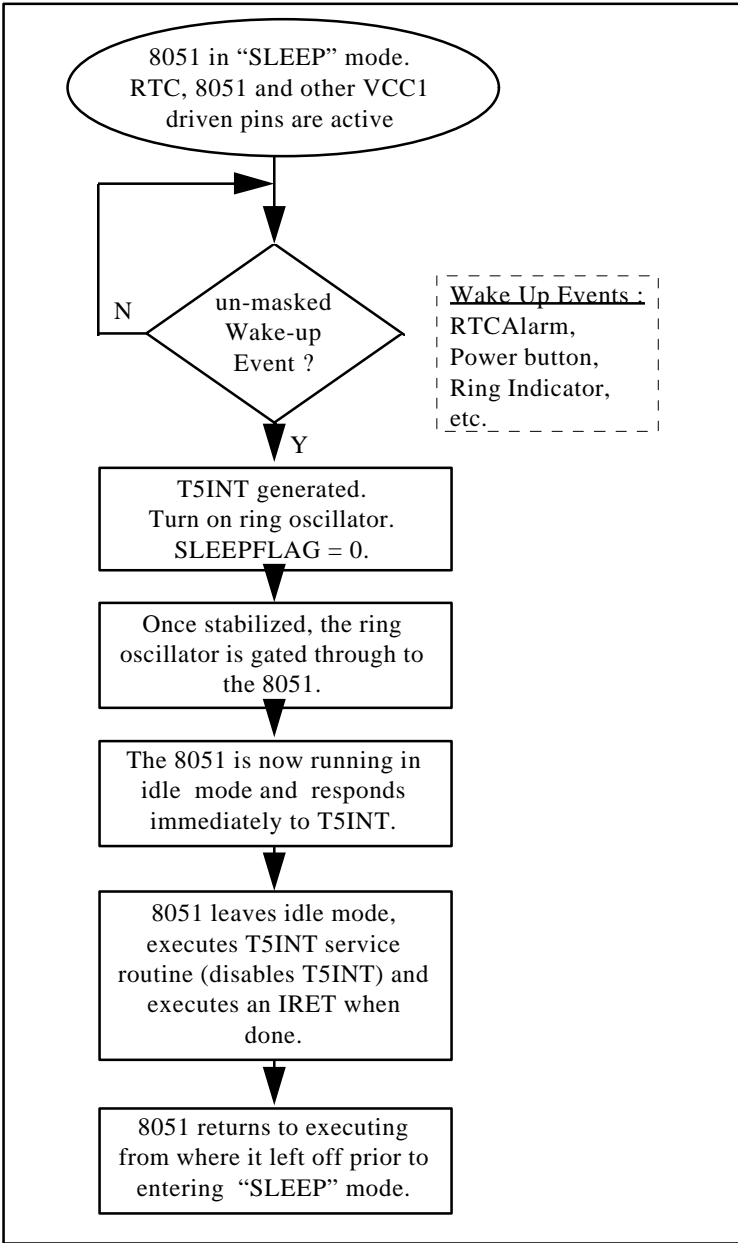 8051 in “SLEEP” mode.
RTC, 8051 and other VCC1
driven pins are active
N
un-masked
Wake-up
Event ?
Wake Up Events :
RTCAlarm,
Power button,
Ring Indicator,
etc.
Y
T5INT generated.
Turn on ring oscillator.
SLEEPFLAG = 0.
Once stabilized, the ring
oscillator is gated through to
the 8051.
The 8051 is now running in
idle mode and responds
immediately to T5INT.
8051 leaves idle mode,
executes T5INT service
routine (disables T5INT) and
executes an IRET when
done.
8051 returns to executing
from where it left off prior to
entering “SLEEP” mode.